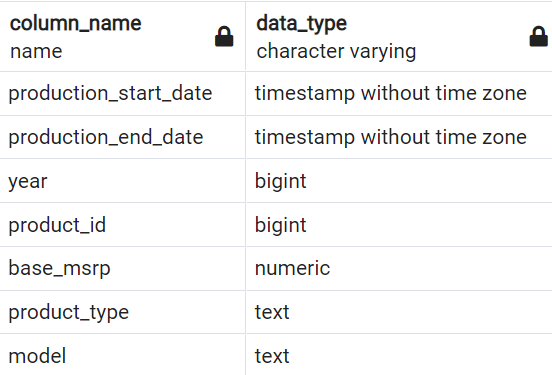 column_name data_type
name character varying
production_start_date timestamp without time zone
production_end_date timestamp without time zone
year bigint
product_id bigint
base_msrp numeric
product_type text
model text